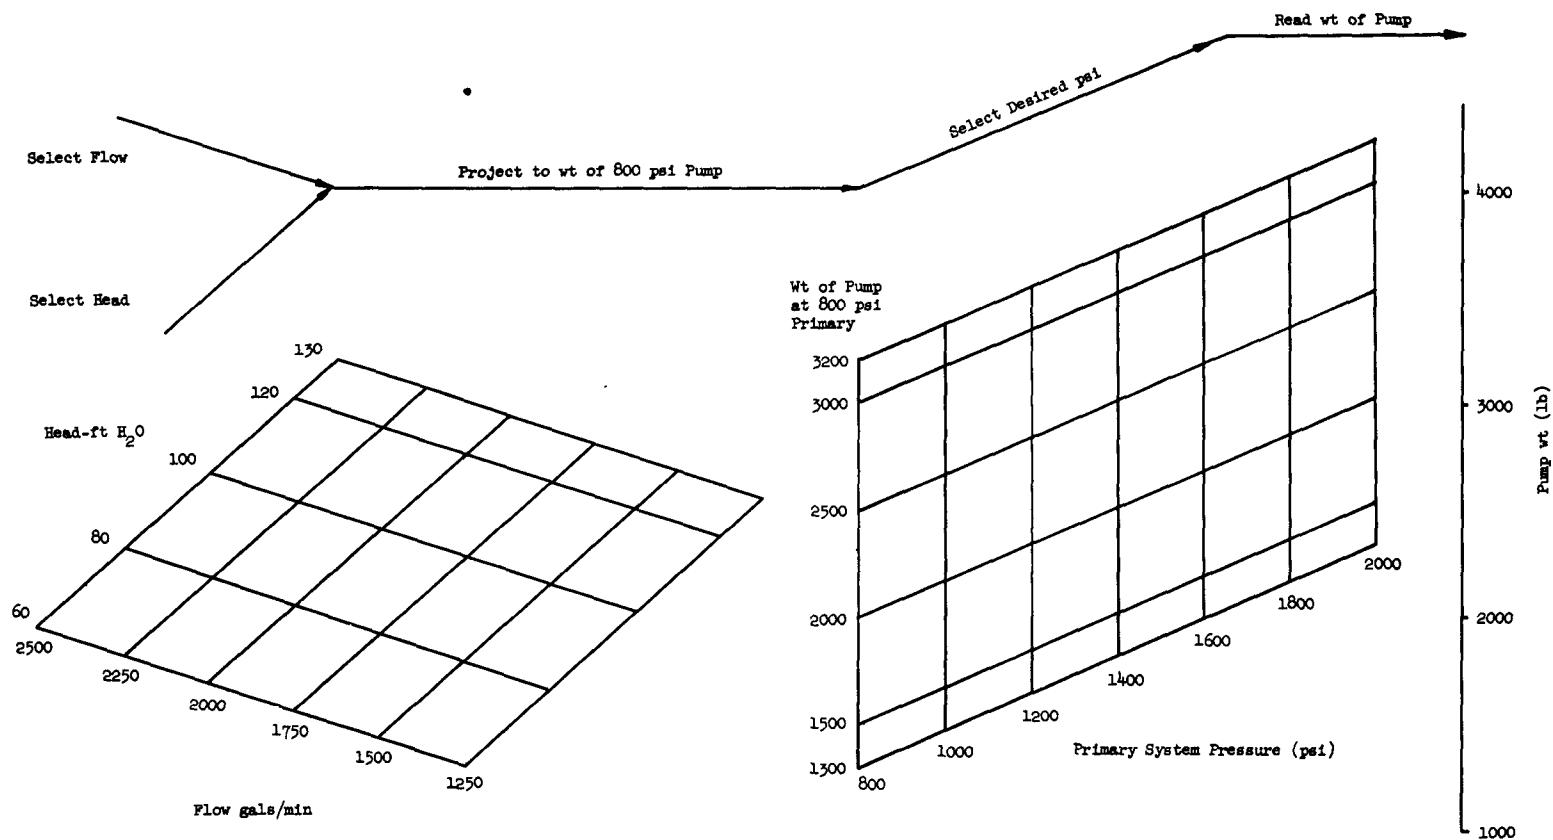 Read wt of Pump
Select Desired psi
Select Flow
Project to wt of 800 psi Pump
Select Head
Wt of Pump
at 800 psi
Primary
130
120
Head-ft H2O
100
80
60
2500
2250
2000
1750
1500
1250
Flow gals/min
3200
3000
2500
2000
1500
1300
800
1000
1200
1400
1600
1800
2000
Primary System Pressure (psi)
4000
3000
2000
1000
Pump wt (lb)